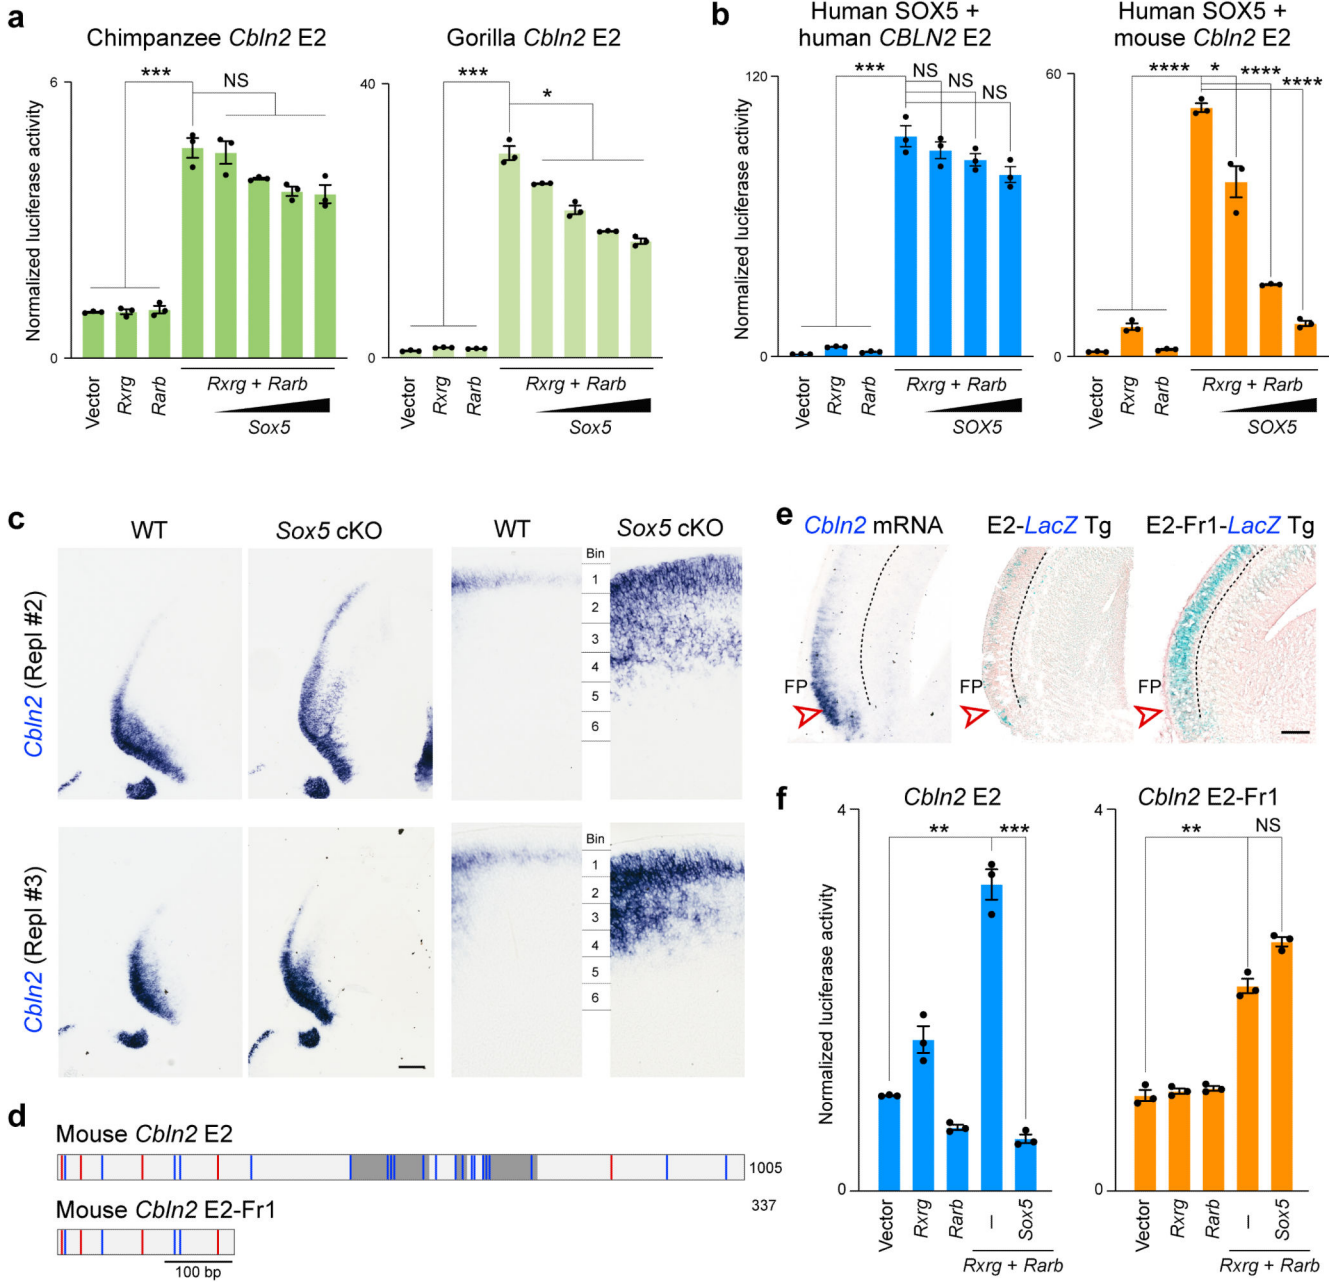 a
Chimpanzee Cbln2 E2
Gorilla Cbln2 E2
Normalized luciferase activity
6
0
***
NS
Vector
Rxrg
Rarb
Rxrg + Rarb
Sox5
40
0
***
*
Vector
Rxrg
Rarb
Rxrg + Rarb
Sox5
b
Human SOX5 +
human CBLN2 E2
Human SOX5 +
mouse Cbln2 E2
Normalized luciferase activity
120
0
***
NS
NS
NS
Vector
Rxrg
Rarb
Rxrg + Rarb
SOX5
60
0
****
*
****
****
Vector
Rxrg
Rarb
Rxrg + Rarb
SOX5
c
WT
Sox5 cKO
WT
Sox5 cKO
Cbln2 (Repl #2)
Bin
1
2
3
4
5
6
Cbln2 (Repl #3)
Bin
1
2
3
4
5
6
d
Mouse Cbln2 E2
1005
337
Mouse Cbln2 E2-Fr1
100 bp
e
Cbln2 mRNA
E2-LacZ Tg
E2-Fr1-LacZ Tg
FP
FP
FP
f
Cbln2 E2
Cbln2 E2-Fr1
Normalized luciferase activity
4
0
**
***
Vector
Rxrg
Rarb
–
Sox5
Rxrg + Rarb
4
0
**
NS
Vector
Rxrg
Rarb
–
Sox5
Rxrg + Rarb